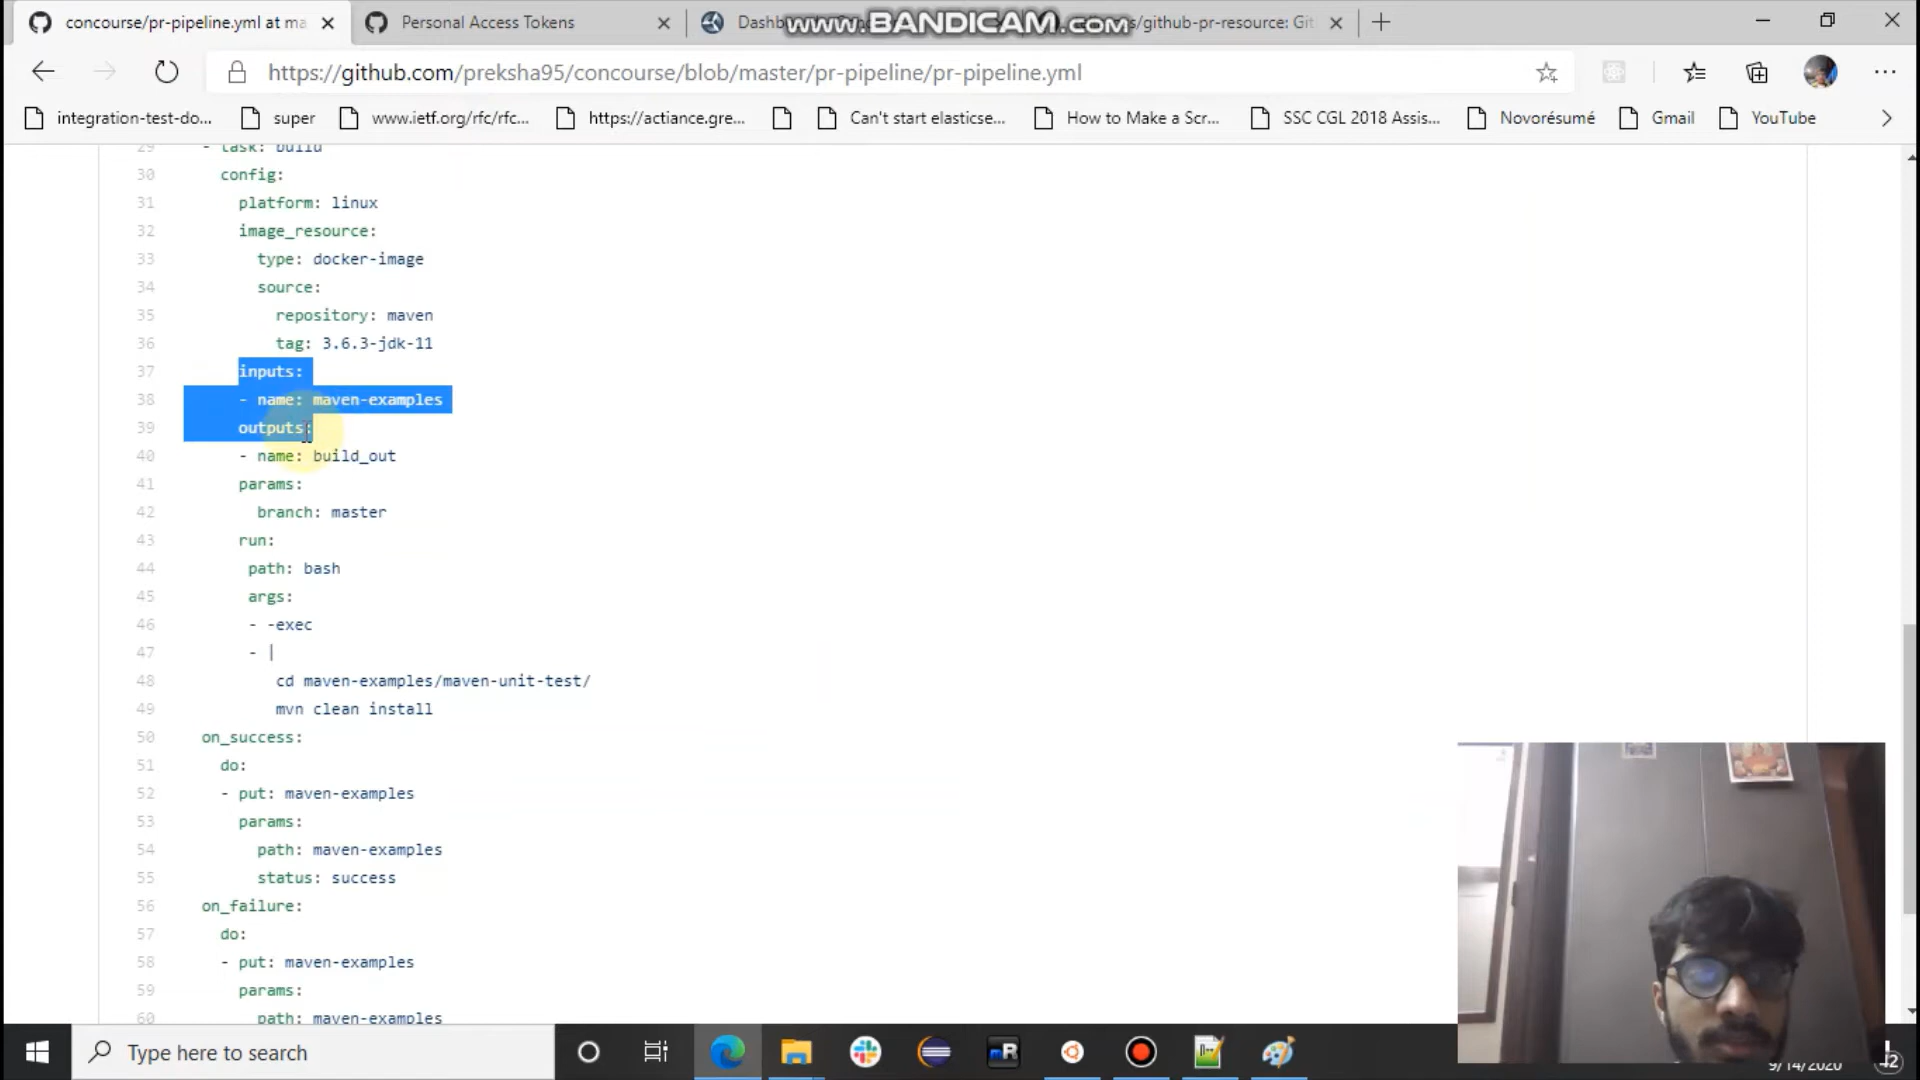 concourse/pr-pipeline.yml at ma
Personal Access Tokens
www.BANDICAM.com
/github-pr-resource: Git
https://github.com/preksha95/concourse/blob/master/pr-pipeline/pr-pipeline.yml
integration-test-do...
super
www.ietf.org/rfc/rfc...
https://actiance.gre...
Can't start elasticse...
How to Make a Scr...
SSC CGL 2018 Assis...
Novorésumé
Gmail
YouTube
29 - task: build
30 config:
31 platform: linux
32 image_resource:
33 type: docker-image
34 source:
35 repository: maven
36 tag: 3.6.3-jdk-11
37 inputs:
38 - name: maven-examples
39 outputs:
40 - name: build_out
41 params:
42 branch: master
43 run:
44 path: bash
45 args:
46 - -exec
47 - |
48 cd maven-examples/maven-unit-test/
49 mvn clean install
50 on_success:
51 do:
52 - put: maven-examples
53 params:
54 path: maven-examples
55 status: success
56 on_failure:
57 do:
58 - put: maven-examples
59 params:
60 path: maven-examples
Type here to search
9/14/2020